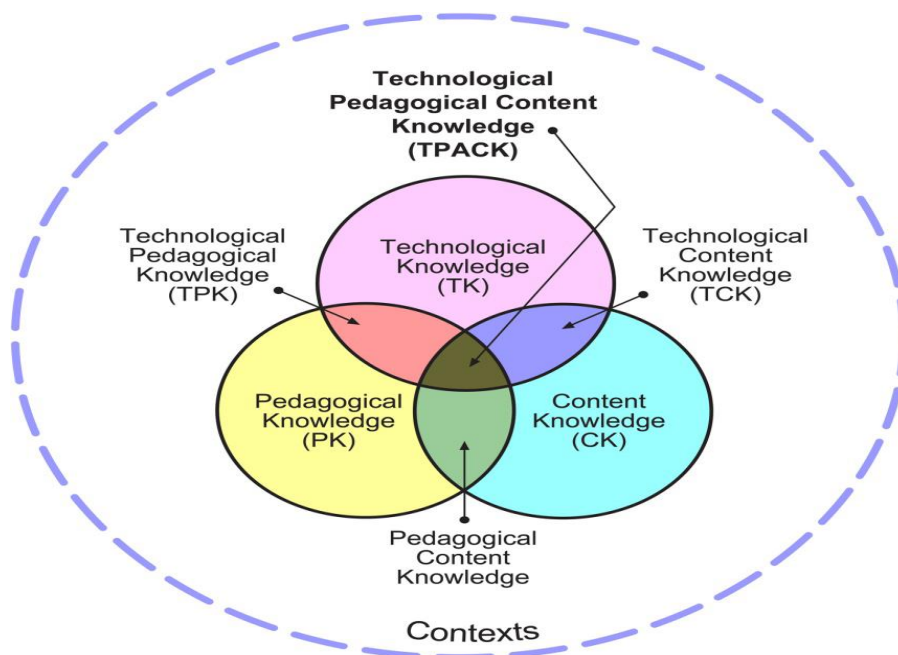 Technological
Pedagogical Content
Knowledge
(TPACK)
Technological
Pedagogical
Knowledge
(TPK)
Technological
Knowledge
(TK)
Technological
Content
Knowledge
(TCK)
Pedagogical
Knowledge
(PK)
Content
Knowledge
(CK)
Pedagogical
Content
Knowledge
Contexts